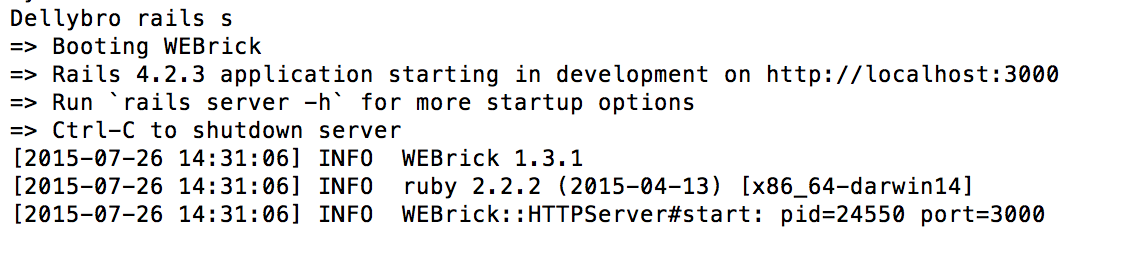 Dellybro rails s
=> Booting WEBrick
=> Rails 4.2.3 application starting in development on http://localhost:3000
=> Run `rails server -h` for more startup options
=> Ctrl-C to shutdown server
[2015-07-26 14:31:06] INFO  WEBrick 1.3.1
[2015-07-26 14:31:06] INFO  ruby 2.2.2 (2015-04-13) [x86_64-darwin14]
[2015-07-26 14:31:06] INFO  WEBrick::HTTPServer#start: pid=24550 port=3000